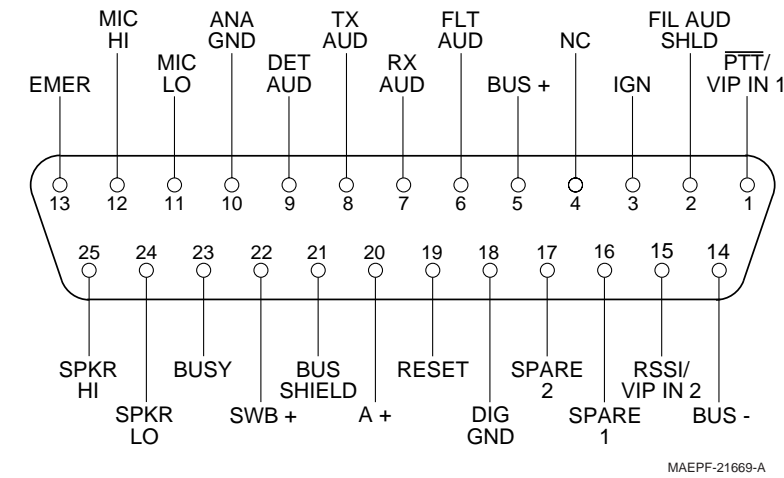 MIC
HI
ANA
GND
TX
AUD
FLT
AUD
NC
FIL AUD
SHLD
EMER
MIC
LO
DET
AUD
RX
AUD
BUS +
IGN
PTT/
VIP IN 1
13 12 11 10 9 8 7 6 5 4 3 2 1
25 24 23 22 21 20 19 18 17 16 15 14
SPKR
HI
BUSY
BUS
SHIELD
RESET
SPARE
2
RSSI/
VIP IN 2
SPKR
LO
SWB +
A +
DIG
GND
SPARE
1
BUS -
MAEPF-21669-A